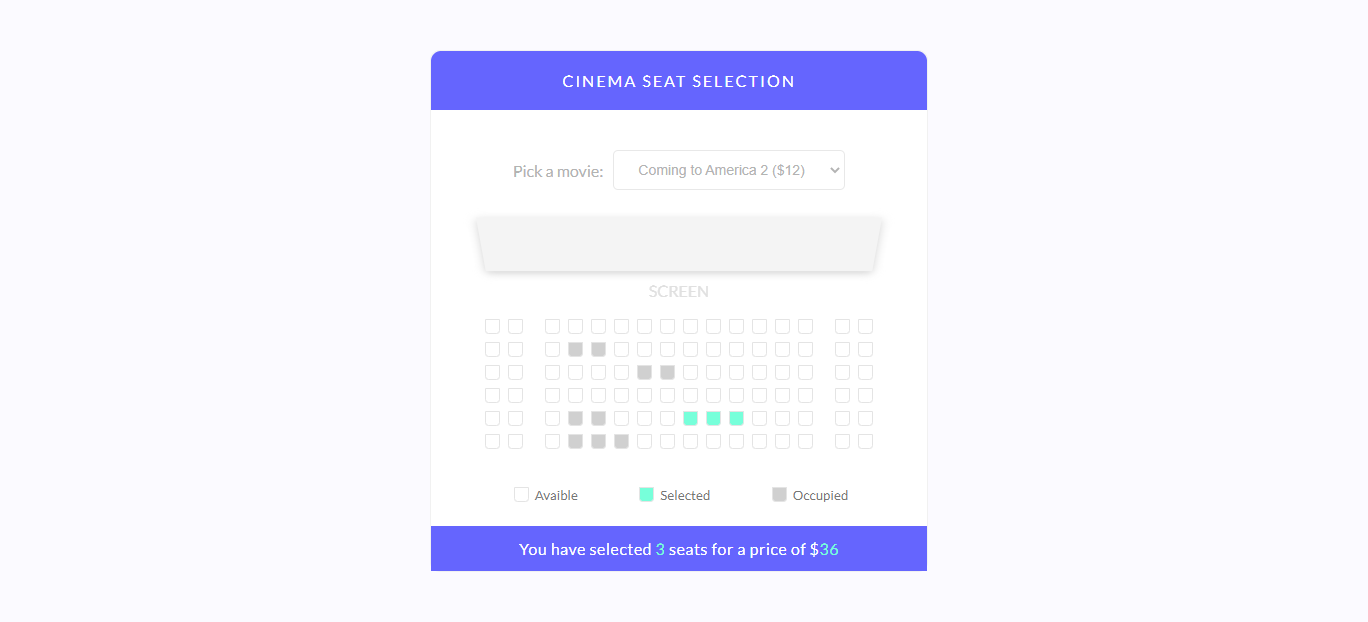 CINEMA SEAT SELECTION
Pick a movie: Coming to America 2 ($12)
SCREEN
Avaible Selected Occupied
You have selected 3 seats for a price of $36